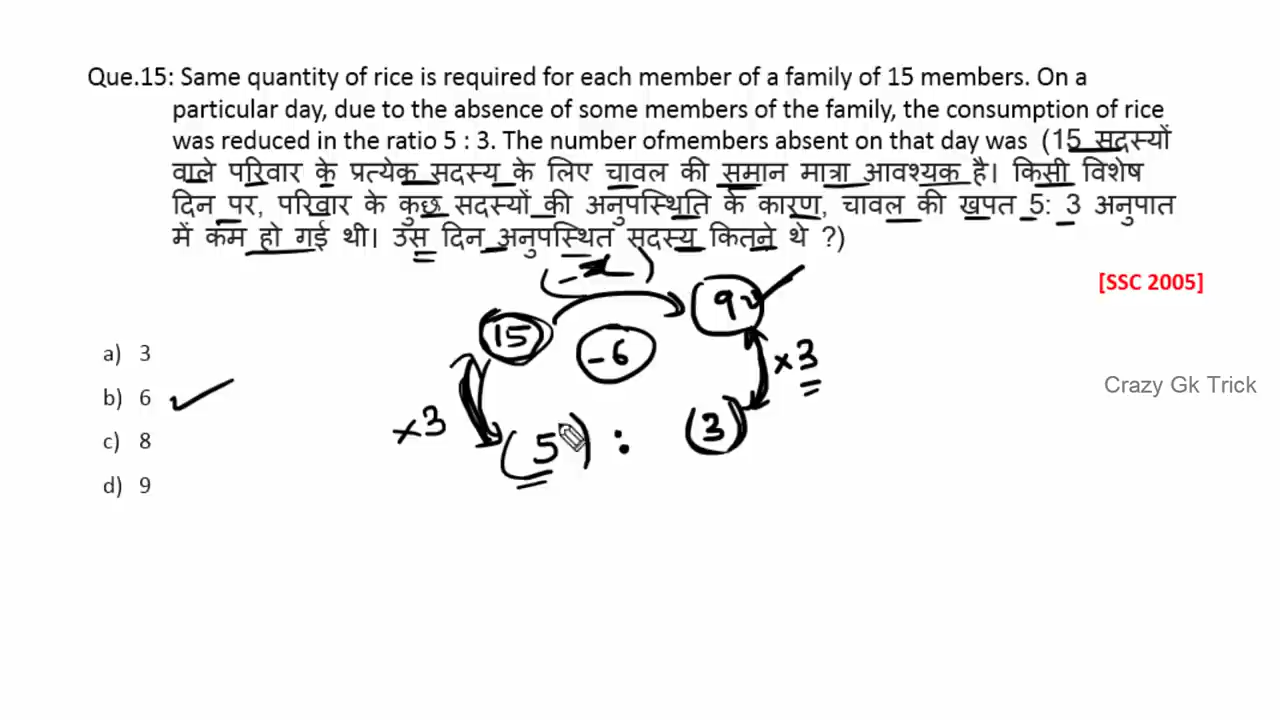 Que.15: Same quantity of rice is required for each member of a family of 15 members. On a
particular day, due to the absence of some members of the family, the consumption of rice
was reduced in the ratio 5 : 3. The number ofmembers absent on that day was (15 सदस्यों
वाले परिवार के प्रत्येक सदस्य के लिए चावल की समान मात्रा आवश्यक है। किसी विशेष
दिन पर, परिवार के कुछ सदस्यों की अनुपस्थिति के कारण, चावल की खपत 5: 3 अनुपात
में कम हो गई थी। उस दिन अनुपस्थित सदस्य कितने थे ?)
[SSC 2005]
(-x)
15 9
-6
×3 ×3
(5) : (3)
a) 3
b) 6
c) 8
d) 9
Crazy Gk Trick